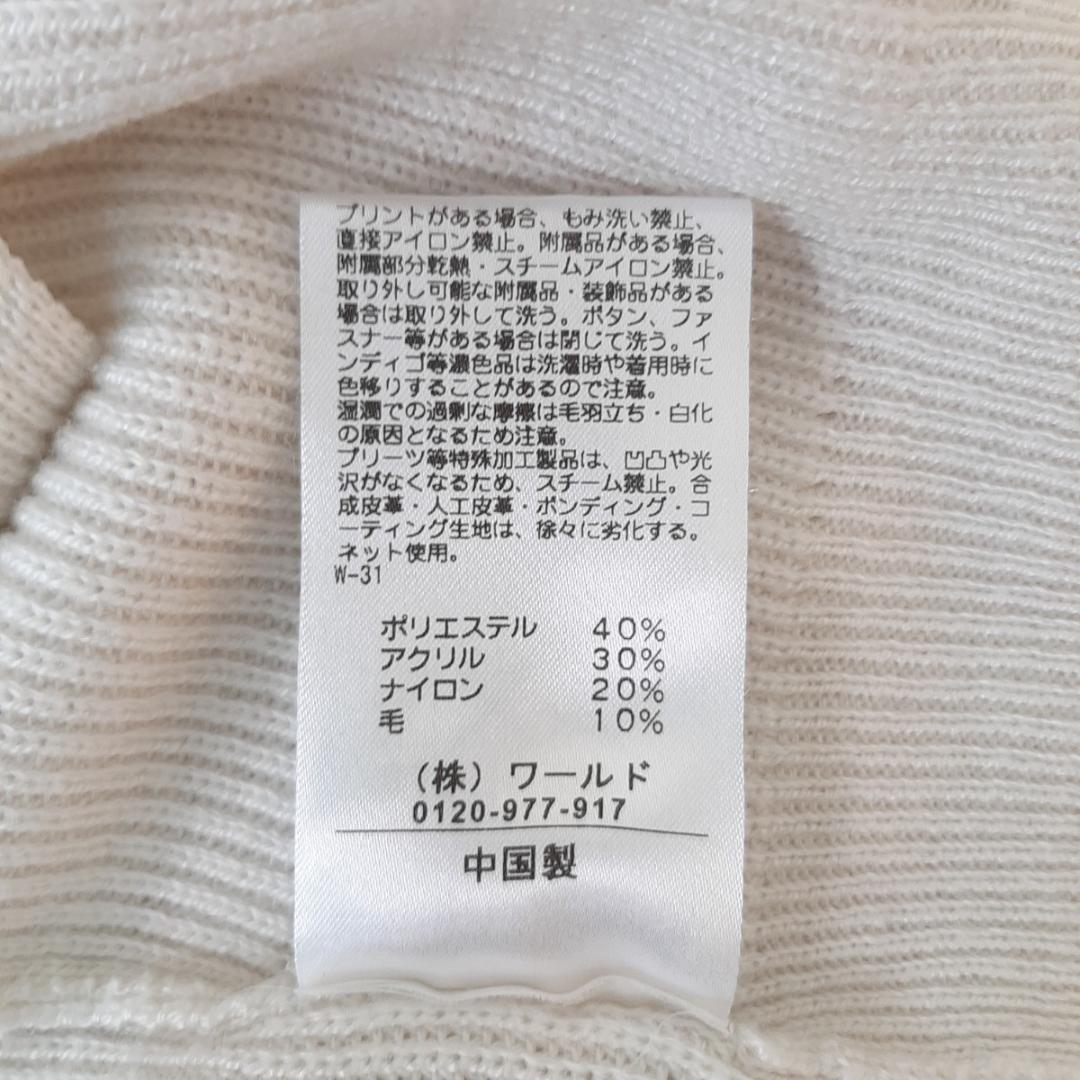 プリントがある場合、もみ洗い禁止、
直接アイロン禁止。附属品がある場合、
附属部分乾熱・スチームアイロン禁止。
取り外し可能な附属品・装飾品がある
場合は取り外して洗う。ボタン、ファ
スナー等がある場合は閉じて洗う。イ
ンディゴ等濃色品は洗濯時や着用時に
色移りすることがあるので注意。
湿潤での過剰な摩擦は毛羽立ち・白化
の原因となるため注意。
プリーツ等特殊加工製品は、凹凸や光
沢がなくなるため、スチーム禁止。合
成皮革・人工皮革・ボンディング・コ
ーティング生地は、徐々に劣化する。
ネット使用。
W-31
ポリエステル 40%
アクリル 30%
ナイロン 20%
毛 10%
(株) ワールド
0120-977-917
中国製